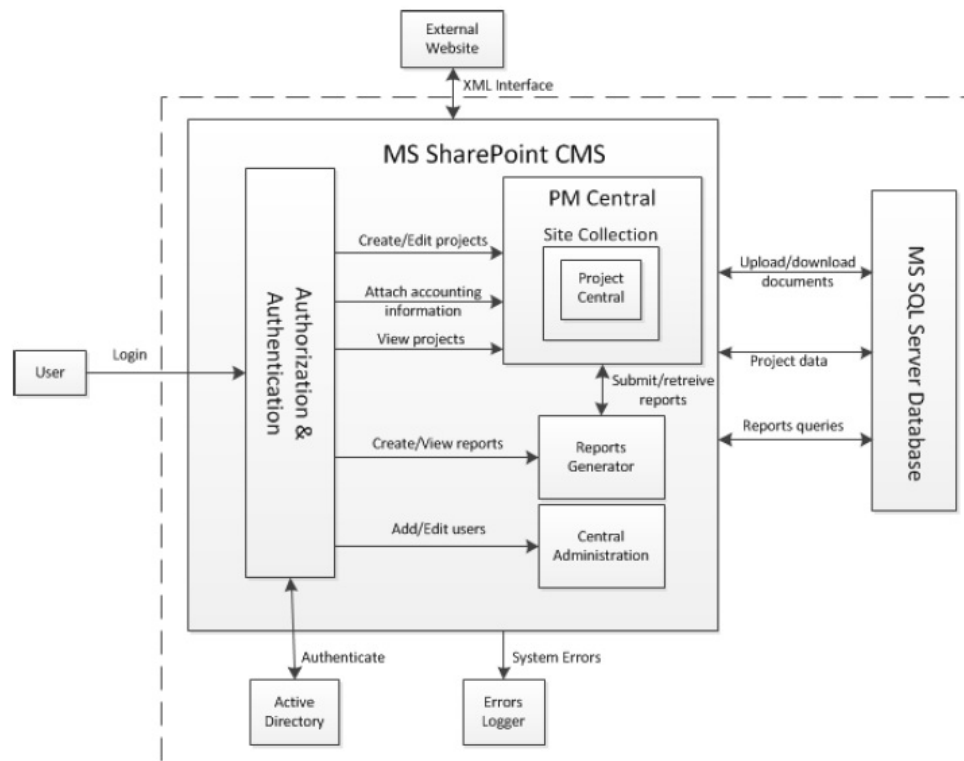 External
Website
XML Interface
MS SharePoint CMS
PM Central
Site Collection
Project
Central
Create/Edit projects
Attach accounting
information
View projects
Authorization &
Authentication
User
Login
Submit/retreive
reports
Create/View reports
Reports
Generator
Add/Edit users
Central
Administration
Upload/download
documents
Project data
Reports queries
MS SQL Server Database
Authenticate
System Errors
Active
Directory
Errors
Logger